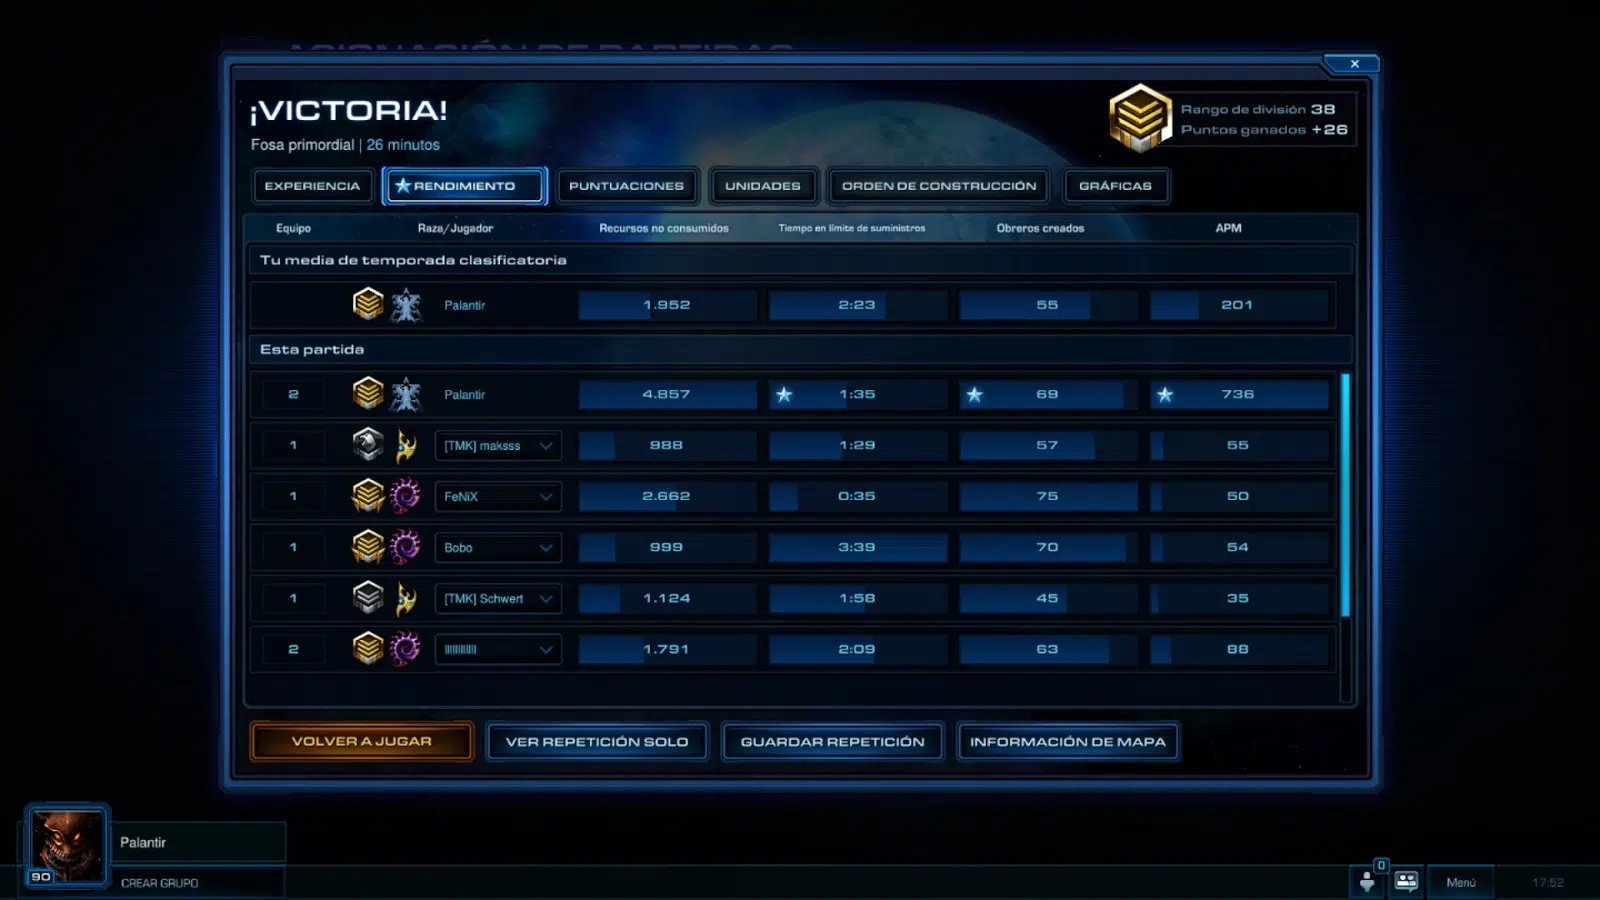 ASIGNACIÓN DE PARTIDAS
¡VICTORIA!
Fosa primordial | 26 minutos
Rango de división 38
Puntos ganados +26
EXPERIENCIA RENDIMIENTO PUNTUACIONES UNIDADES ORDEN DE CONSTRUCCIÓN GRÁFICAS
Equipo Raza/Jugador Recursos no consumidos Tiempo en límite de suministros Obreros creados APM
Tu media de temporada clasificatoria
Palantir 1.952 2:23 55 201
Esta partida
2 Palantir 4.857 1:35 69 736
1 [TMK] maksss 988 1:29 57 55
1 FeNiX 2.662 0:35 75 50
1 Bobo 999 3:39 70 54
1 [TMK] Schwert 1.124 1:58 45 35
2 1.791 2:09 63 88
VOLVER A JUGAR VER REPETICIÓN SOLO GUARDAR REPETICIÓN INFORMACIÓN DE MAPA
Palantir
90
CREAR GRUPO
0
Menú 17:52